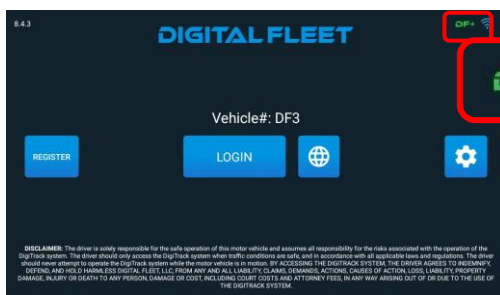 8.4.3
DIGITAL FLEET
DF+
Vehicle#: DF3
REGISTER
LOGIN
DISCLAIMER: The driver is solely responsible for the safe operation of this motor vehicle and assumes all responsibility for the risks associated with the operation of the
DigiTrack system. The driver should only access the DigiTrack system when traffic conditions are safe, and in accordance with all applicable laws and regulations. The driver
should never attempt to operate the DigiTrack system while the motor vehicle is in motion. BY ACCESSING THE DIGITRACK SYSTEM, THE DRIVER AGREES TO INDEMNIFY,
DEFEND, AND HOLD HARMLESS DIGITAL FLEET, LLC, FROM ANY AND ALL LIABILITY, CLAIMS, DEMANDS, ACTIONS, CAUSES OF ACTION, LOSS, LIABILITY, PROPERTY
DAMAGE, INJURY OR DEATH TO ANY PERSON, DAMAGE OR COST, INCLUDING COURT COSTS AND ATTORNEY FEES, IN ANY WAY ARISING OUT OF OR DUE TO THE USE OF
THE DIGITRACK SYSTEM.